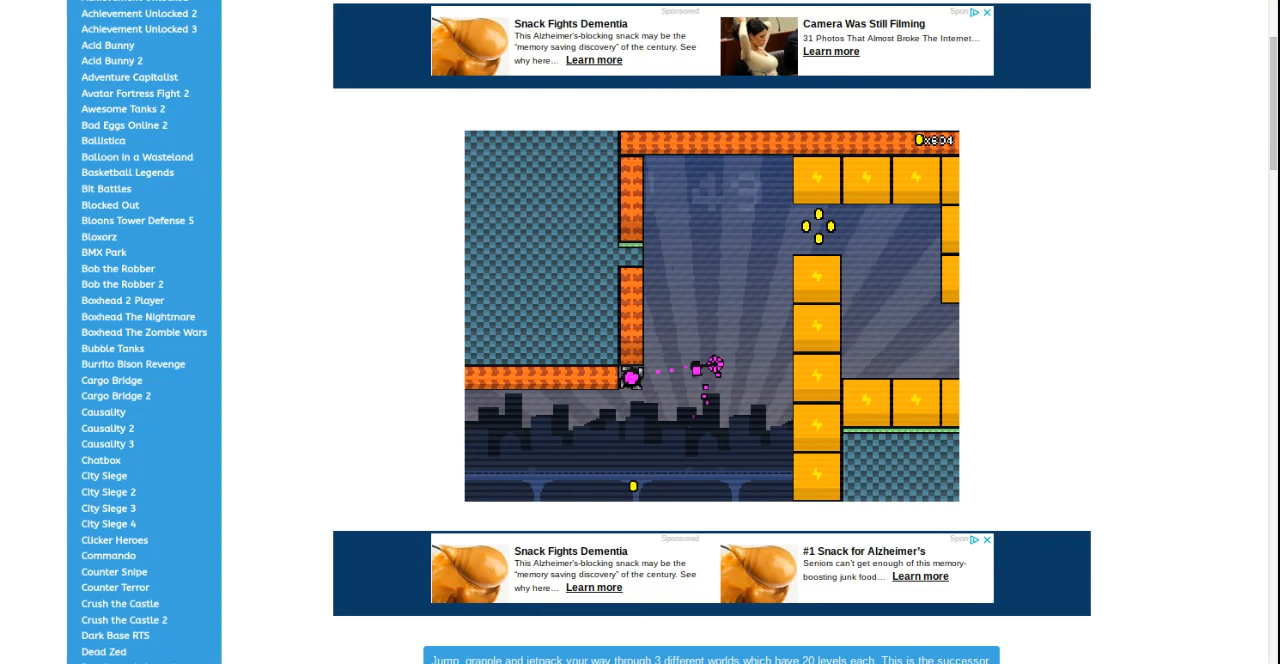 Achievement Unlocked 2
Achievement Unlocked 3
Acid Bunny
Acid Bunny 2
Adventure Capitalist
Avatar Fortress Fight 2
Awesome Tanks 2
Bad Eggs Online 2
Ballistica
Balloon in a Wasteland
Basketball Legends
Bit Battles
Blocked Out
Bloons Tower Defense 5
Bloxorz
BMX Park
Bob the Robber
Bob the Robber 2
Boxhead 2 Player
Boxhead The Nightmare
Boxhead The Zombie Wars
Bubble Tanks
Burrito Bison Revenge
Cargo Bridge
Cargo Bridge 2
Causality
Causality 2
Causality 3
Chatbox
City Siege
City Siege 2
City Siege 3
City Siege 4
Clicker Heroes
Commando
Counter Snipe
Counter Terror
Crush the Castle
Crush the Castle 2
Dark Base RTS
Dead Zed
Sponsored
Spon
Snack Fights Dementia
This Alzheimer's-blocking snack may be the
"memory saving discovery" of the century. See
why here... Learn more
Camera Was Still Filming
31 Photos That Almost Broke The Internet...
Learn more
x604
Sponsored
Spon
Snack Fights Dementia
This Alzheimer's-blocking snack may be the
"memory saving discovery" of the century. See
why here... Learn more
#1 Snack for Alzheimer's
Seniors can't get enough of this memory-
boosting junk food... Learn more
Jump, grapple and jetpack your way through 3 different worlds which have 20 levels each. This is the successor